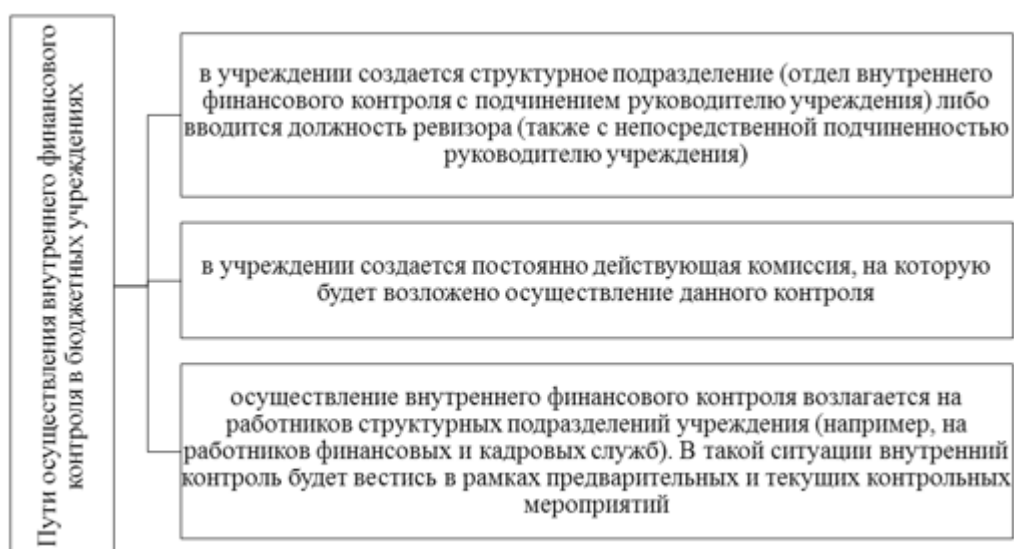 Пути осуществления внутреннего финансового
контроля в бюджетных учреждениях
в учреждении создается структурное подразделение (отдел внутреннего
финансового контроля с подчинением руководителю учреждения) либо
вводится должность ревизора (также с непосредственной подчиненностью
руководителю учреждения)
в учреждении создается постоянно действующая комиссия, на которую
будет возложено осуществление данного контроля
осуществление внутреннего финансового контроля возлагается на
работников структурных подразделений учреждения (например, на
работников финансовых и кадровых служб). В такой ситуации внутренний
контроль будет вестись в рамках предварительных и текущих контрольных
мероприятий